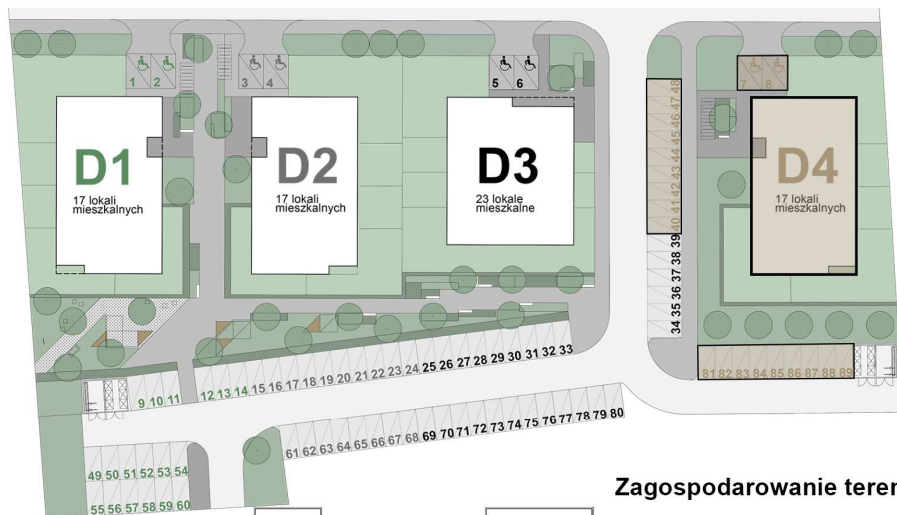 1 2
3 4
5 6
7 8
D1
17 lokali
mieszkalnych
D2
17 lokali
mieszkalnych
D3
23 lokale
mieszkalne
D4
17 lokali
mieszkalnych
34 35 36 37 38 39 40 41 42 43 44 45 46 47 48
9 10 11
12 13 14 15 16 17 18 19 20 21 22 23 24 25 26 27 28 29 30 31 32 33
81 82 83 84 85 86 87 88 89
61 62 63 64 65 66 67 68 69 70 71 72 73 74 75 76 77 78 79 80
49 50 51 52 53 54
55 56 57 58 59 60
Zagospodarowanie teren